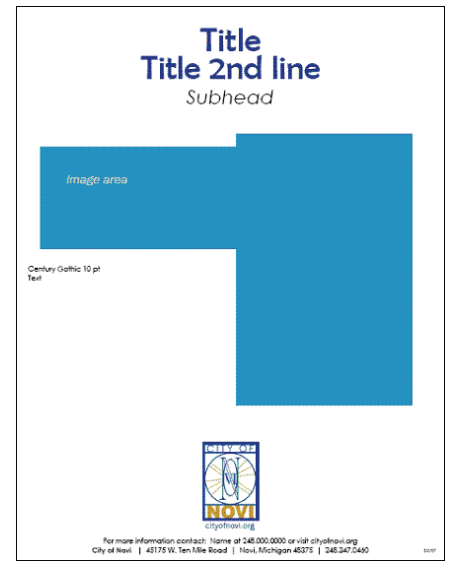 Title
Title 2nd line
Subhead
Image area
Century Gothic 10 pt
Text
CITY OF
NOVI
cityofnovi.org
For more information contact: Name at 248.000.0000 or visit cityofnovi.org
City of Novi | 45175 W. Ten Mile Road | Novi, Michigan 48375 | 248.347.0460